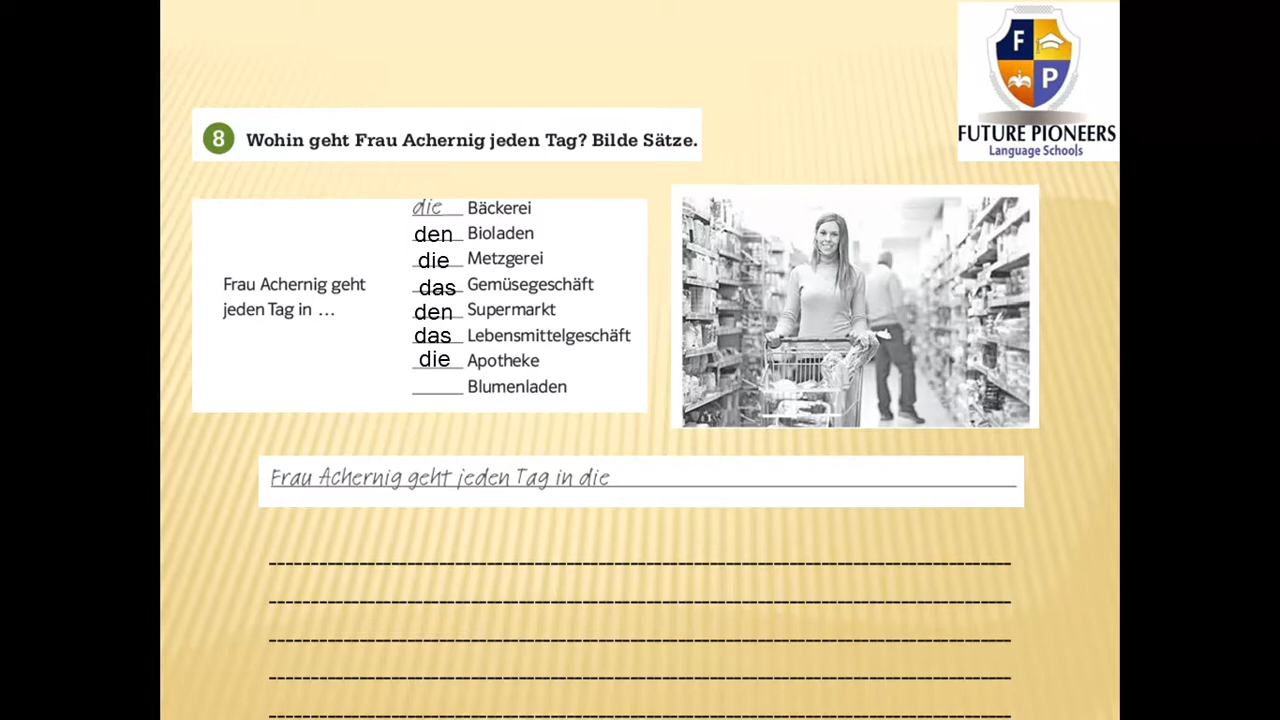 F
P
FUTURE PIONEERS
Language Schools
8 Wohin geht Frau Achernig jeden Tag? Bilde Sätze.
Frau Achernig geht
jeden Tag in …
die Bäckerei
den Bioladen
die Metzgerei
das Gemüsegeschäft
den Supermarkt
das Lebensmittelgeschäft
die Apotheke
______ Blumenladen
Frau Achernig geht jeden Tag in die